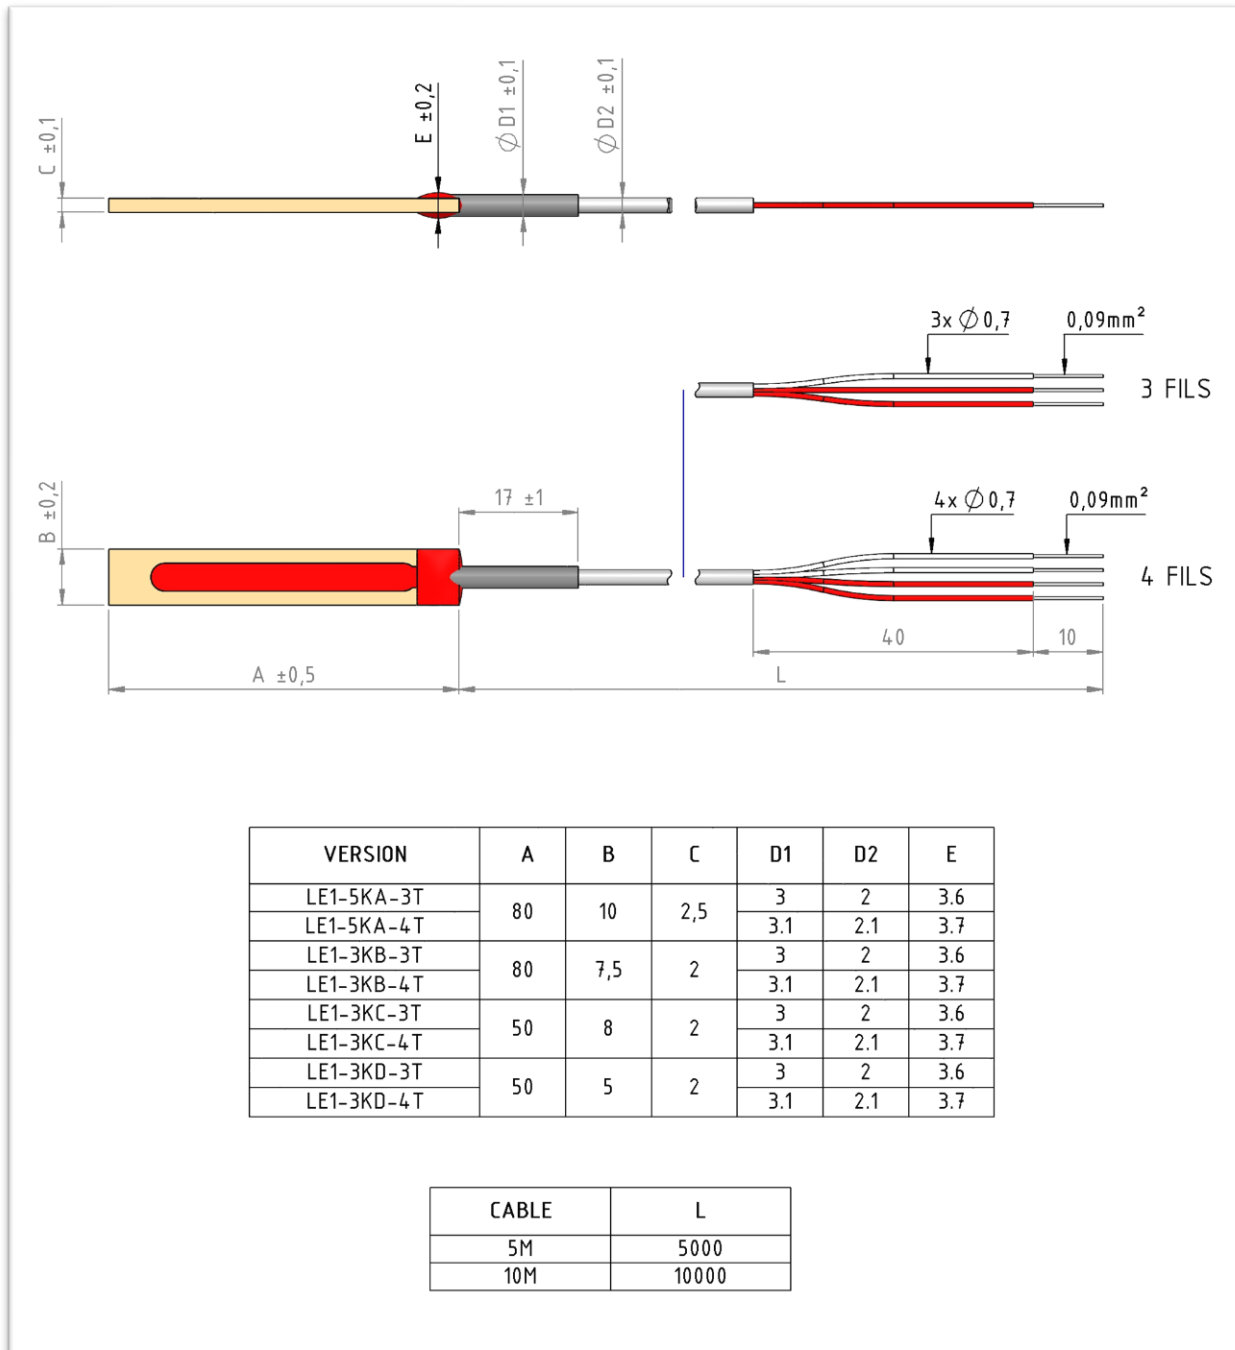 C ±0,1
E ±0,2
∅D1 ±0,1
∅D2 ±0,1
3x ∅0,7
0,09mm²
3 FILS
B ±0,2
17 ±1
4x ∅0,7
0,09mm²
4 FILS
40
10
A ±0,5
L
VERSION A B C D1 D2 E
LE1-5KA-3T 80 10 2,5 3 2 3.6
LE1-5KA-4T 3.1 2.1 3.7
LE1-3KB-3T 80 7,5 2 3 2 3.6
LE1-3KB-4T 3.1 2.1 3.7
LE1-3KC-3T 50 8 2 3 2 3.6
LE1-3KC-4T 3.1 2.1 3.7
LE1-3KD-3T 50 5 2 3 2 3.6
LE1-3KD-4T 3.1 2.1 3.7
CABLE L
5M 5000
10M 10000